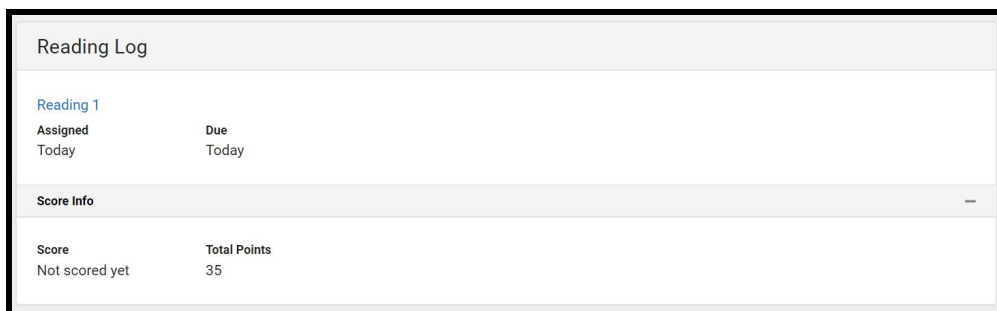 Reading Log
Reading 1
Assigned Due
Today Today
Score Info
Score Total Points
Not scored yet 35